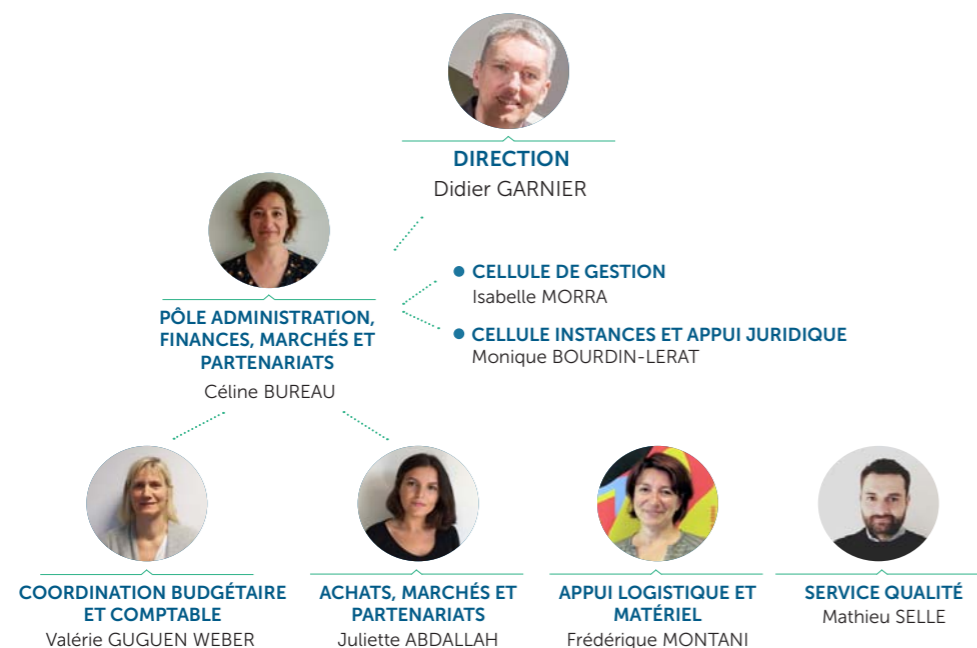 DIRECTION
Didier GARNIER
CELLULE DE GESTION
Isabelle MORRA
CELLULE INSTANCES ET APPUI JURIDIQUE
Monique BOURDIN-LERAT
PÔLE ADMINISTRATION,
FINANCES, MARCHÉS ET
PARTENARIATS
Céline BUREAU
COORDINATION BUDGÉTAIRE
ET COMPTABLE
Valérie GUGUEN WEBER
ACHATS, MARCHÉS ET
PARTENARIATS
Juliette ABDALLAH
APPUI LOGISTIQUE ET
MATÉRIEL
Frédérique MONTANI
SERVICE QUALITÉ
Mathieu SELLE